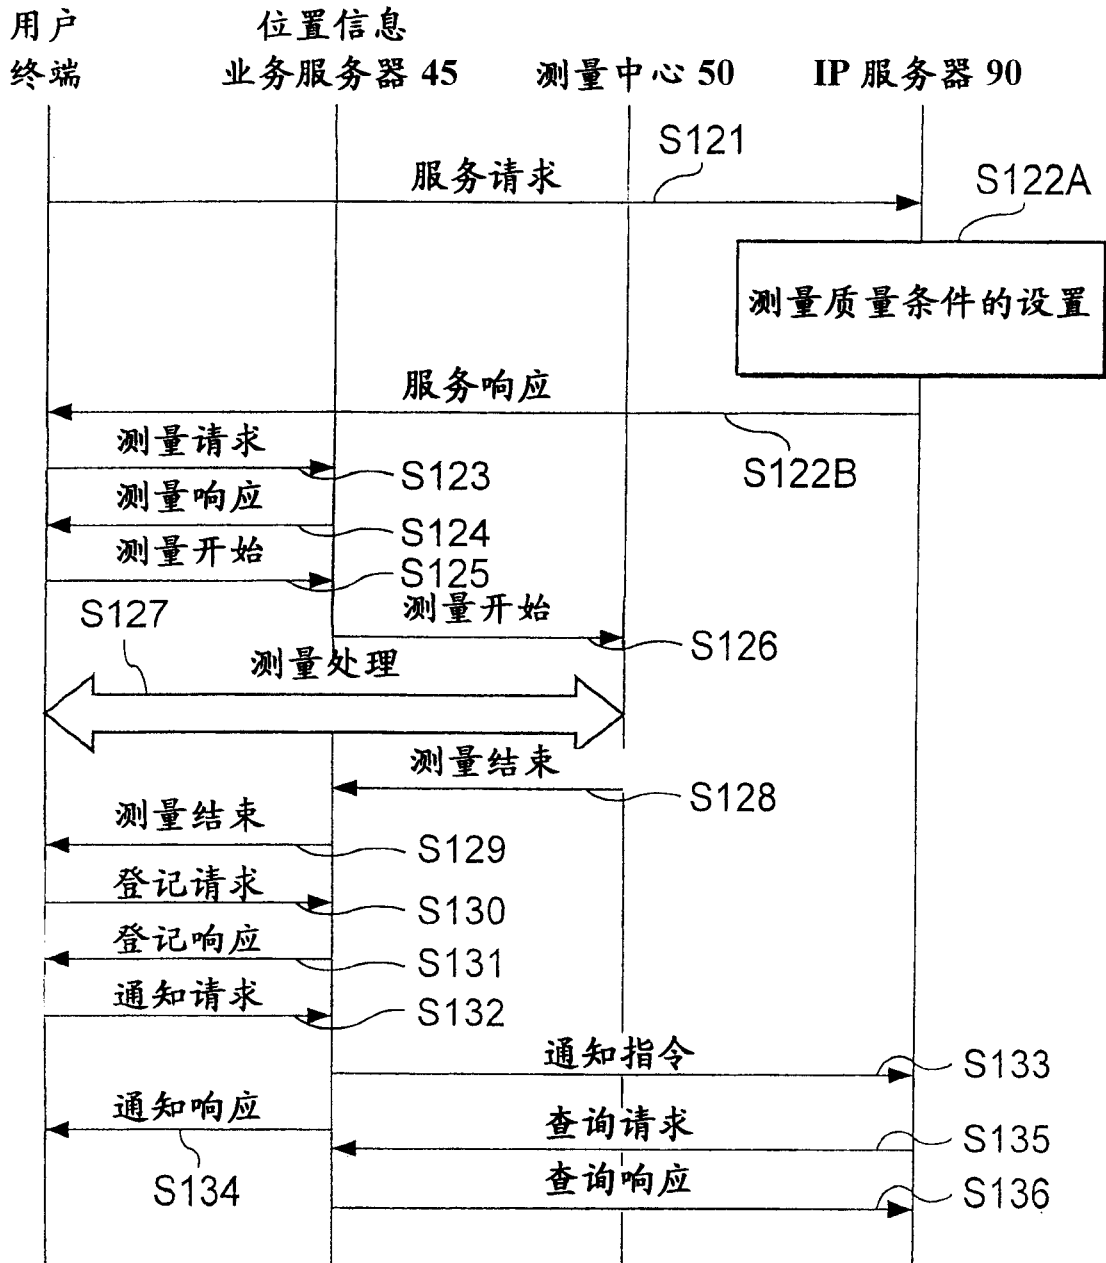 用户 位置信息
终端 业务服务器 45 测量中心 50 IP 服务器 90
S121
服务请求
S122A
测量质量条件的设置
服务响应
S122B
测量请求
S123
测量响应
S124
测量开始
S125
测量开始
S126
S127
测量处理
测量结束
S128
测量结束
S129
登记请求
S130
登记响应
S131
通知请求
S132
通知指令
S133
通知响应
S134
查询请求
S135
查询响应
S136